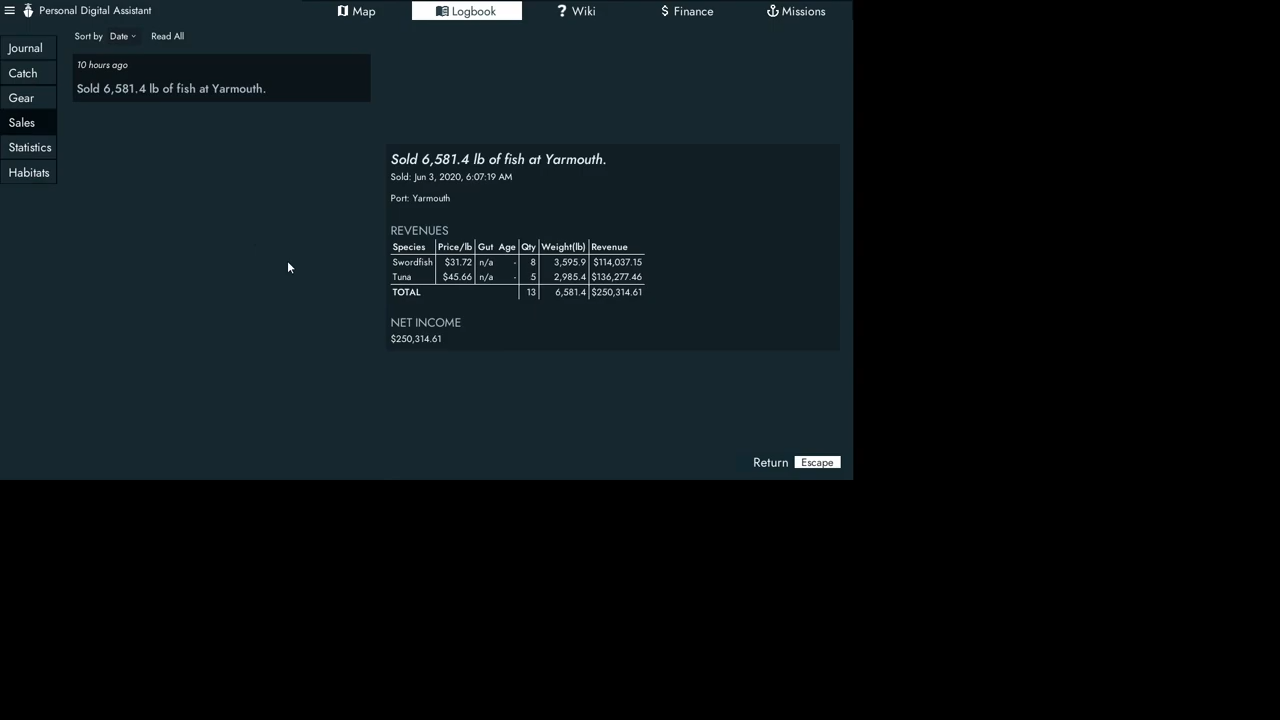 Personal Digital Assistant
Map
Logbook
? Wiki
$ Finance
Missions
Journal
Catch
Gear
Sales
Statistics
Habitats
Sort by Date Read All
10 hours ago
Sold 6,581.4 lb of fish at Yarmouth.
Sold 6,581.4 lb of fish at Yarmouth.
Sold: Jun 3, 2020, 6:07:19 AM
Port: Yarmouth
REVENUES
Species Price/lb Gut Age Qty Weight(lb) Revenue
Swordfish $31.72 n/a - 8 3,595.9 $114,037.15
Tuna $45.66 n/a - 5 2,985.4 $136,277.46
TOTAL 13 6,581.4 $250,314.61
NET INCOME
$250,314.61
Return Escape